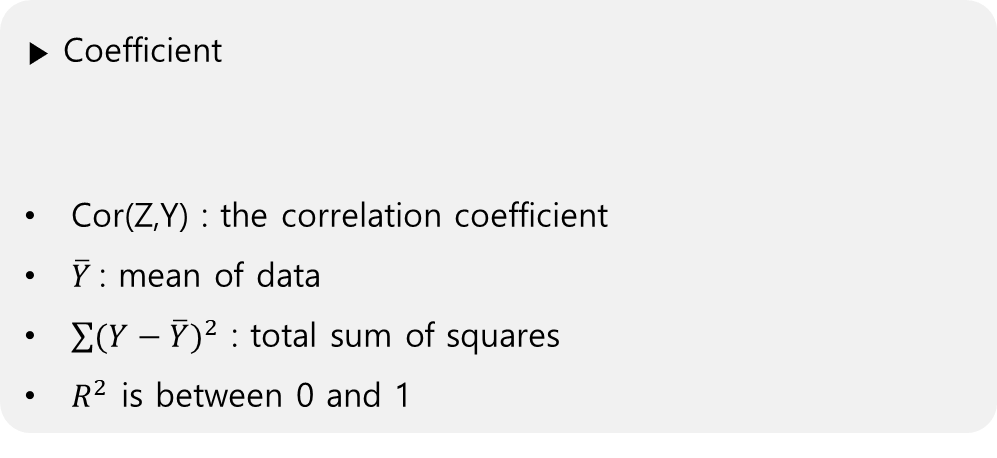 ▶ Coefficient
• Cor(Z,Y) : the correlation coefficient
• Ȳ : mean of data
• ∑(Y − Ȳ)² : total sum of squares
• R² is between 0 and 1